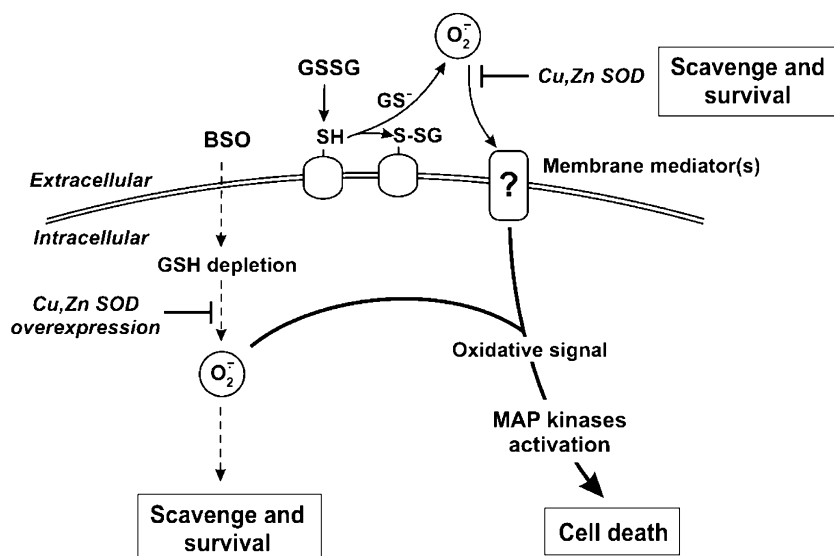 O₂⁻̇
GSSG
Cu,Zn SOD
Scavenge and
survival
GS⁻
SH
S-SG
BSO
Membrane mediator(s)
Extracellular
?
Intracellular
GSH depletion
Cu,Zn SOD
overexpression
Oxidative signal
O₂⁻̇
MAP kinases
activation
Scavenge and
survival
Cell death